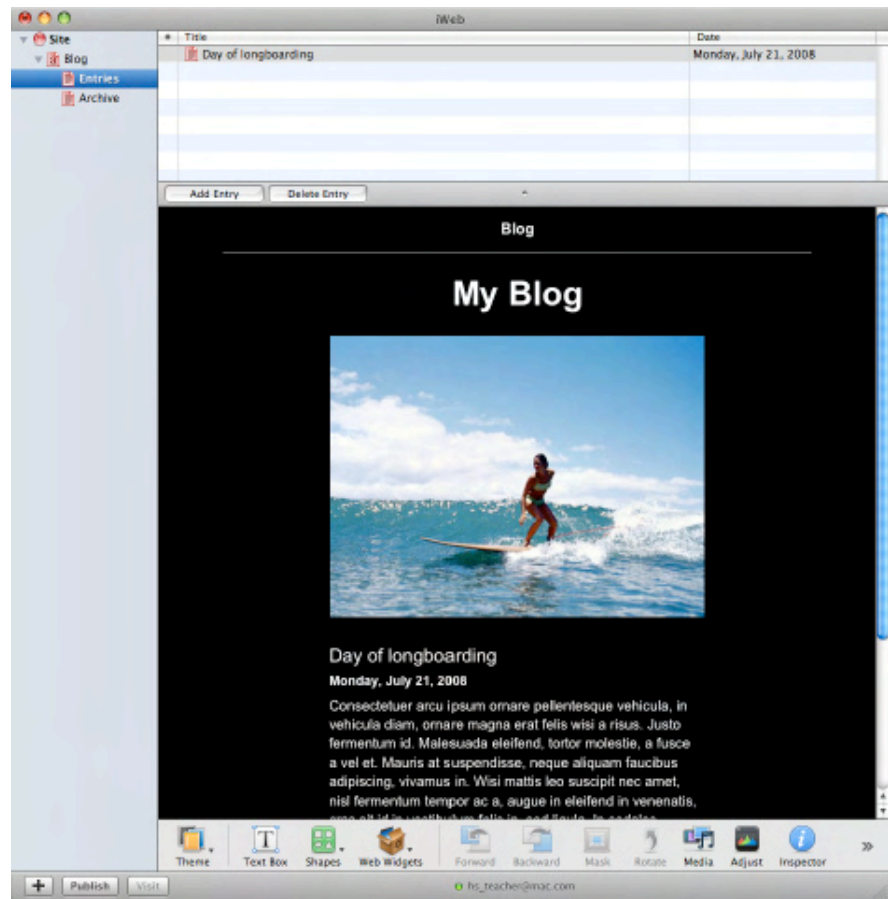 iWeb
Site
Blog
Entries
Archive
Title Date
Day of longboarding Monday, July 21, 2008
Add Entry Delete Entry
Blog
My Blog
Day of longboarding
Monday, July 21, 2008
Consectetuer arcu ipsum ornare pellentesque vehicula, in
vehicula diam, ornare magna erat felis wisi a risus. Justo
fermentum id. Malesuada eleifend, tortor molestie, a fusce
a vel et. Mauris at suspendisse, neque aliquam faucibus
adipiscing, vivamus in. Wisi mattis leo suscipit nec amet,
nisl fermentum tempor ac a, augue in eleifend in venenatis,
Theme Text Box Shapes Web Widgets Forward Backward Mask Rotate Media Adjust Inspector »
Publish Visit hs_teacher@mac.com